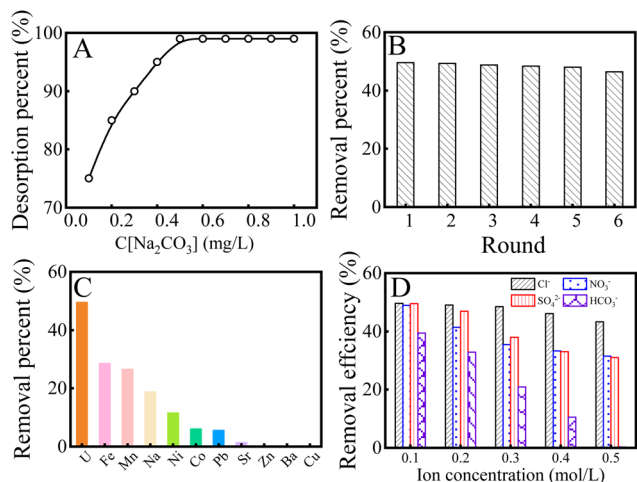 A
Desorption percent (%)
100
90
80
70
0.0 0.2 0.4 0.6 0.8 1.0
C[Na₂CO₃] (mg/L)
B
Removal percent (%)
60
40
20
0
1 2 3 4 5 6
Round
C
Removal percent (%)
60
40
20
0
U Fe Mn Na Ni Co Pb Sr Zn Ba Cu
D
Cl⁻ NO₃⁻
SO₄²⁻ HCO₃⁻
Removal effciency (%)
60
40
20
0
0.1 0.2 0.3 0.4 0.5
Ion concentration (mol/L)